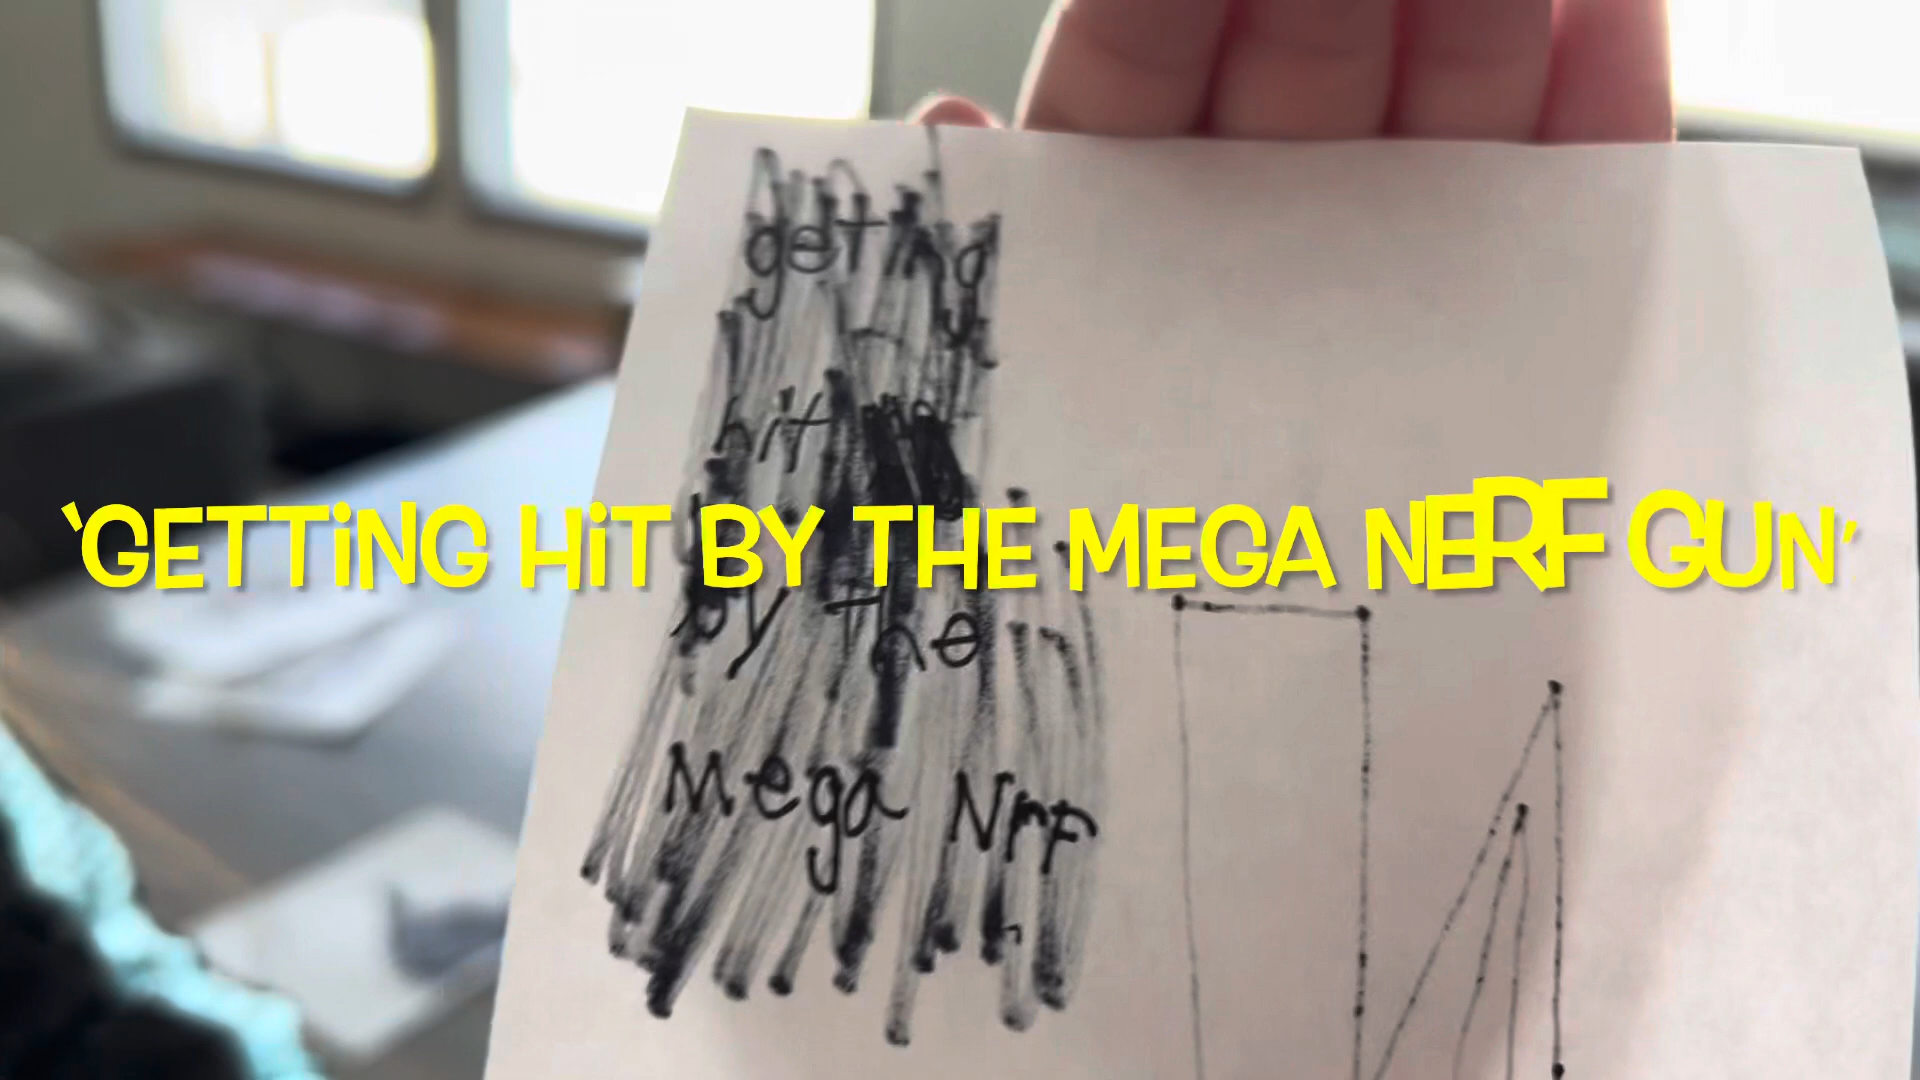 getting
hit
'GETTING HIT BY THE MEGA NERF GUN'
by The
Mega Nrf